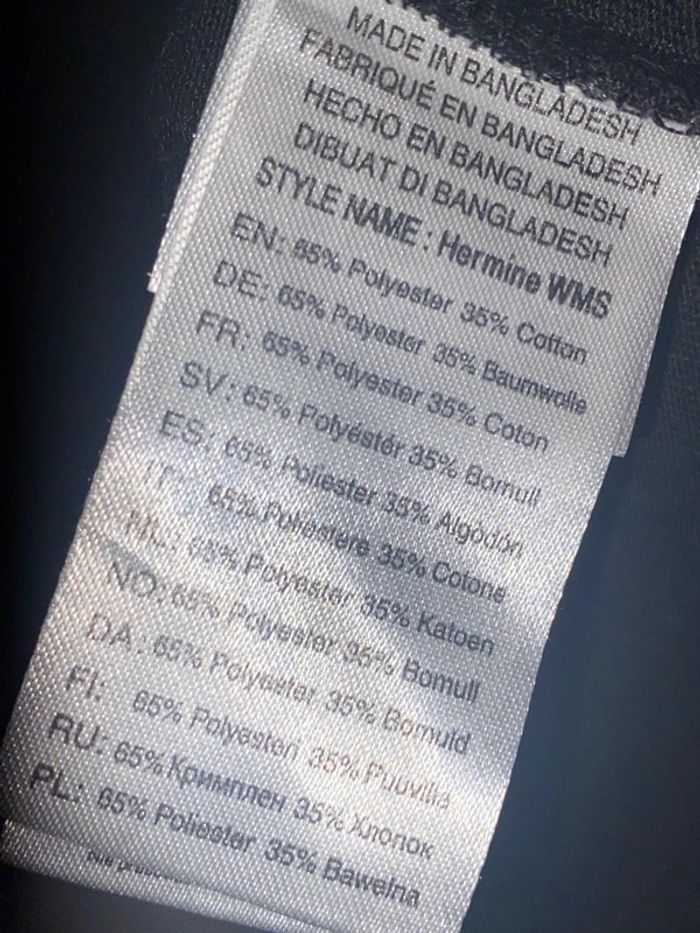 MADE IN BANGLADESH
FABRIQUÉ EN BANGLADESH
HECHO EN BANGLADESH
DIBUAT DI BANGLADESH
STYLE NAME : Hermine WMS
EN: 65% Polyester 35% Cotton
DE: 65% Polyester 35% Baumwolle
FR: 65% Polyester 35% Coton
SV: 65% Polyéstér 35% Bomull
ES: 65% Poliester 35% Algodón
IT: 65% Poliestere 35% Cotone
NL: 65% Polyester 35% Katoen
NO: 65% Polyester 35% Bomull
DA: 65% Polyester 35% Bomuld
FI: 65% Polyesteri 35% Puuvilla
RU: 65% Кримплен 35% Хлопок
PL: 65% Poliester 35% Bawełna